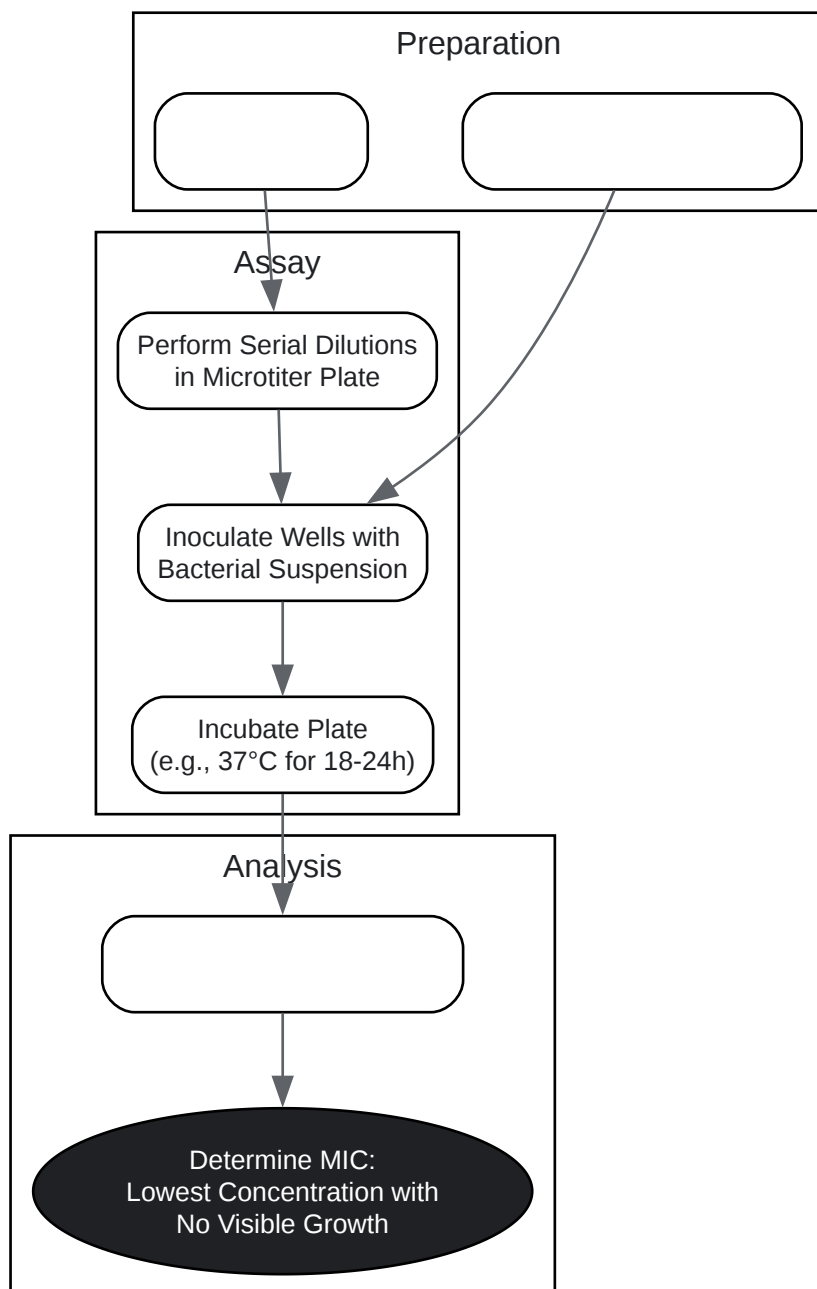 Preparation
Assay
Perform Serial Dilutions
in Microtiter Plate
Inoculate Wells with
Bacterial Suspension
Incubate Plate
(e.g., 37°C for 18-24h)
Analysis
Determine MIC:
Lowest Concentration with
No Visible Growth